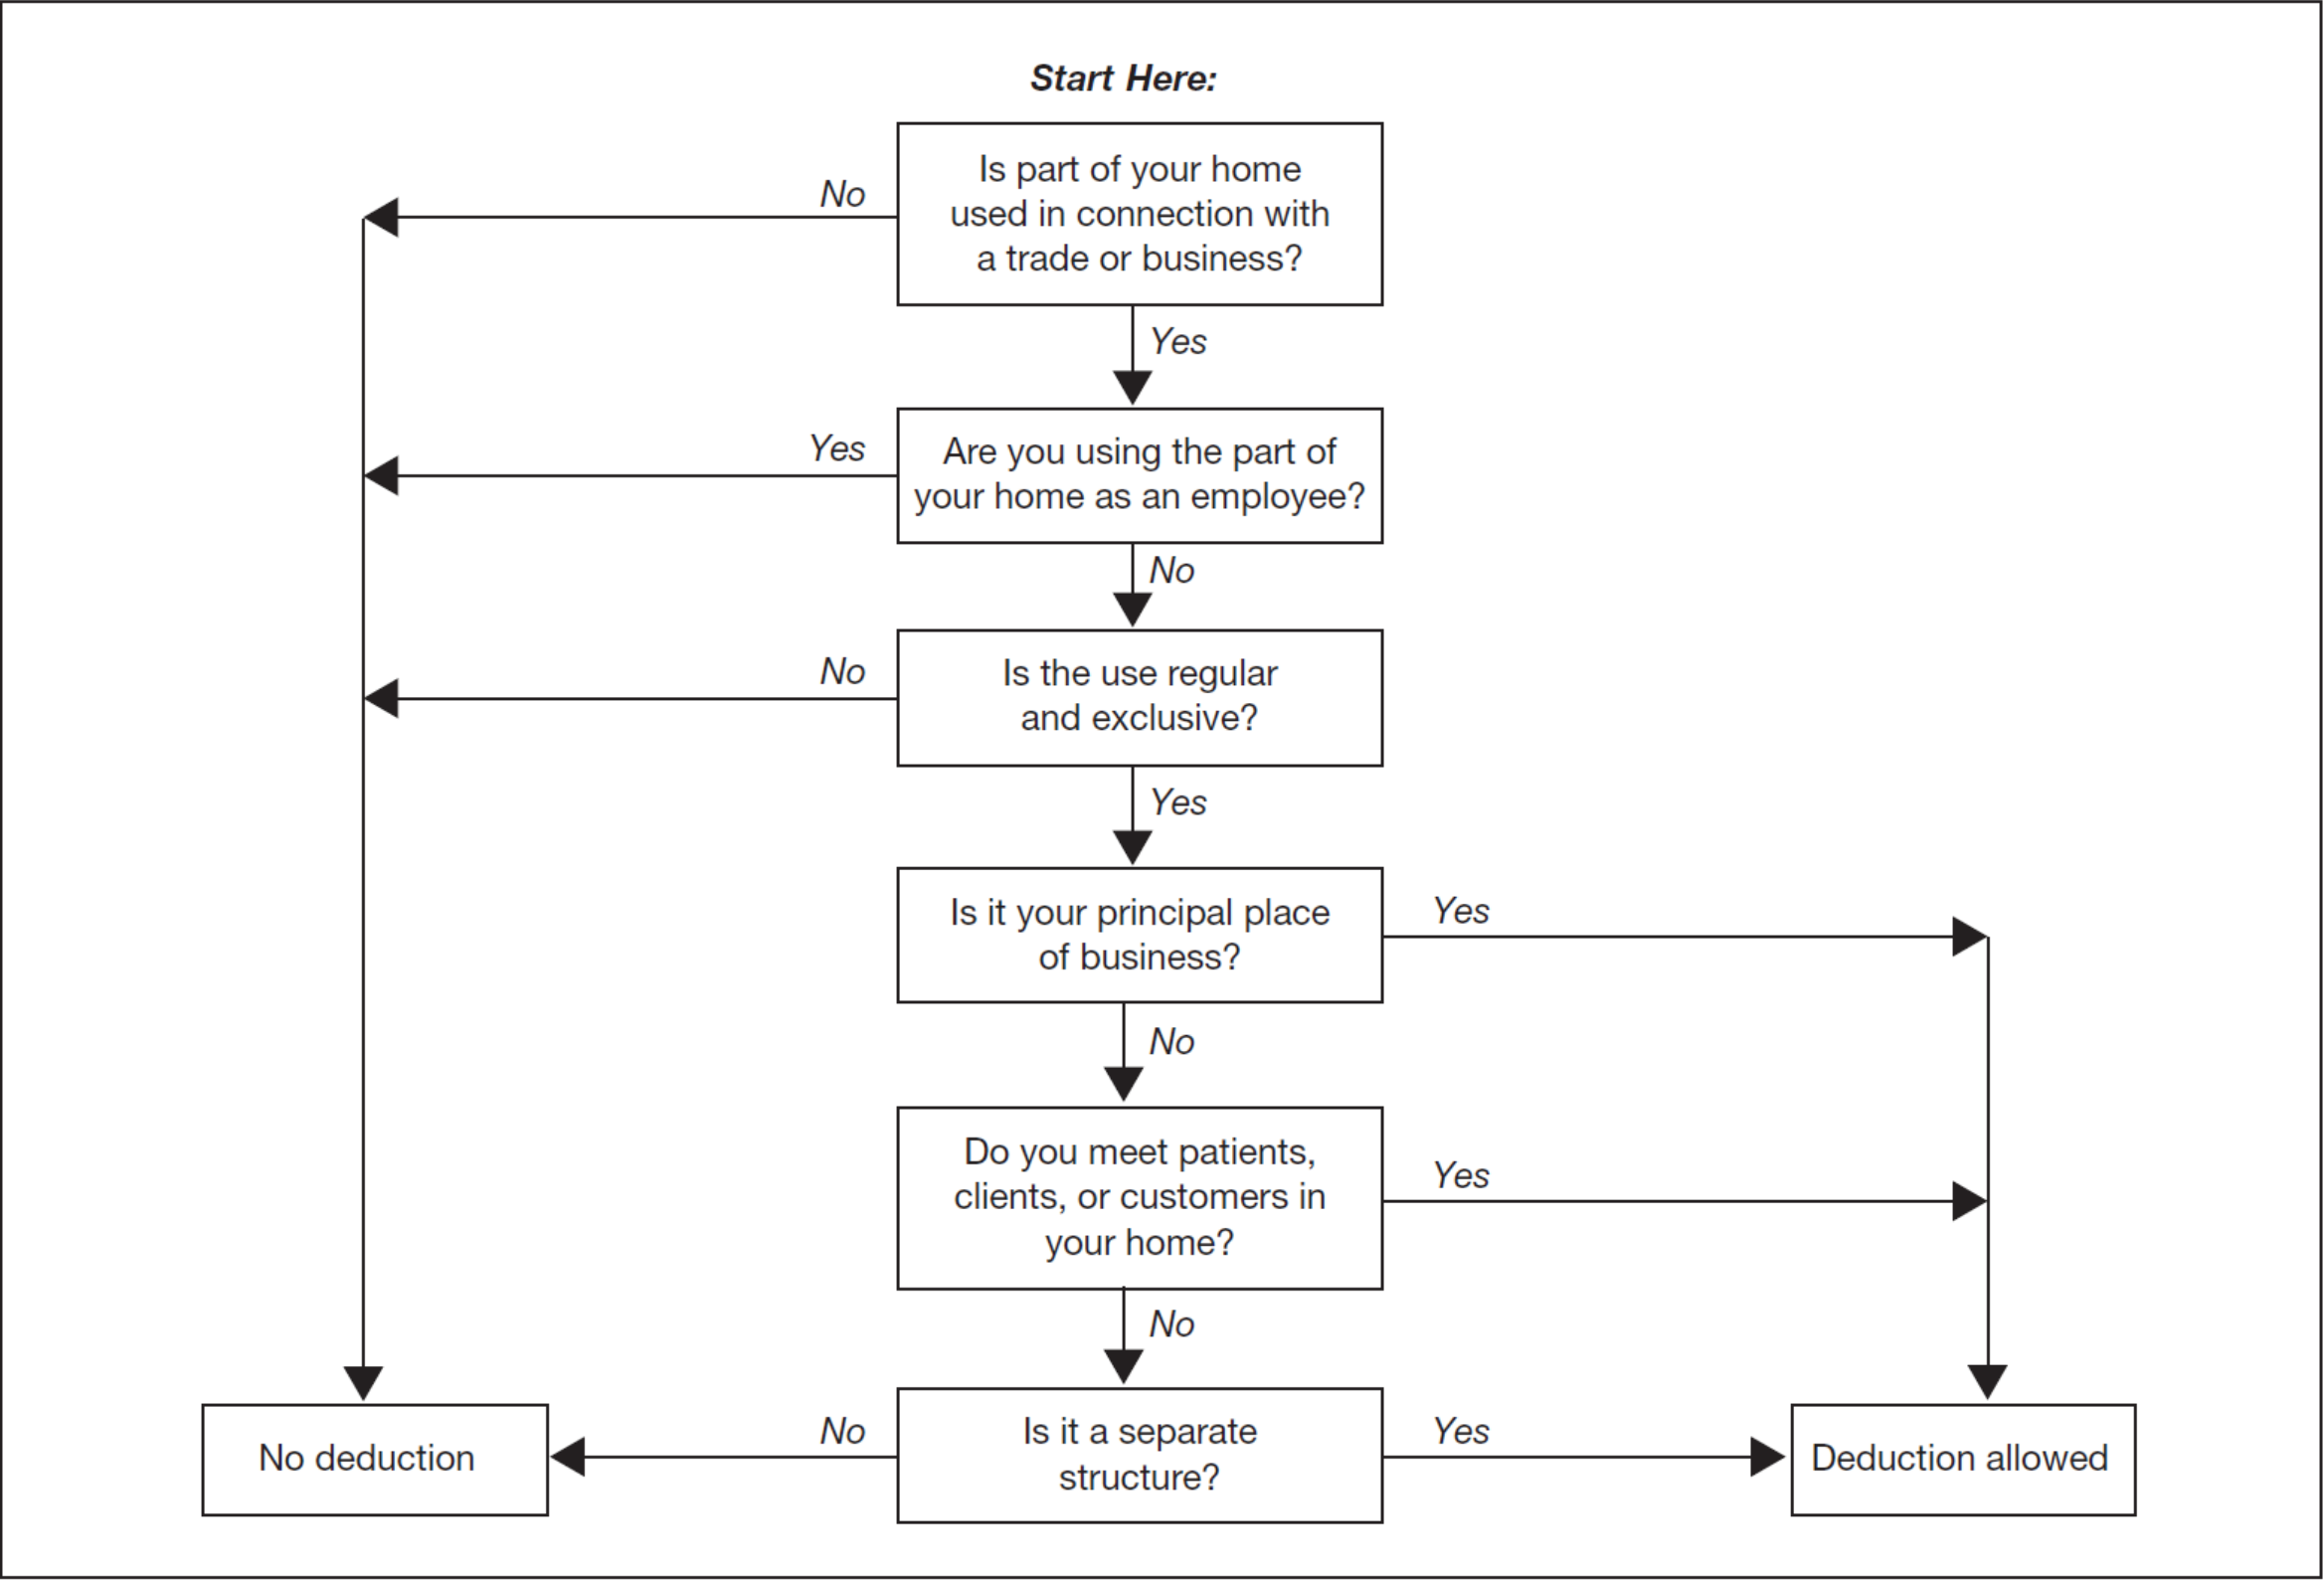 Start Here:
Is part of your home
used in connection with
a trade or business?
No
Yes
Are you using the part of
your home as an employee?
Yes
No
Is the use regular
and exclusive?
No
Yes
Is it your principal place
of business?
Yes
No
Do you meet patients,
clients, or customers in
your home?
Yes
No
Is it a separate
structure?
No
Yes
No deduction
Deduction allowed